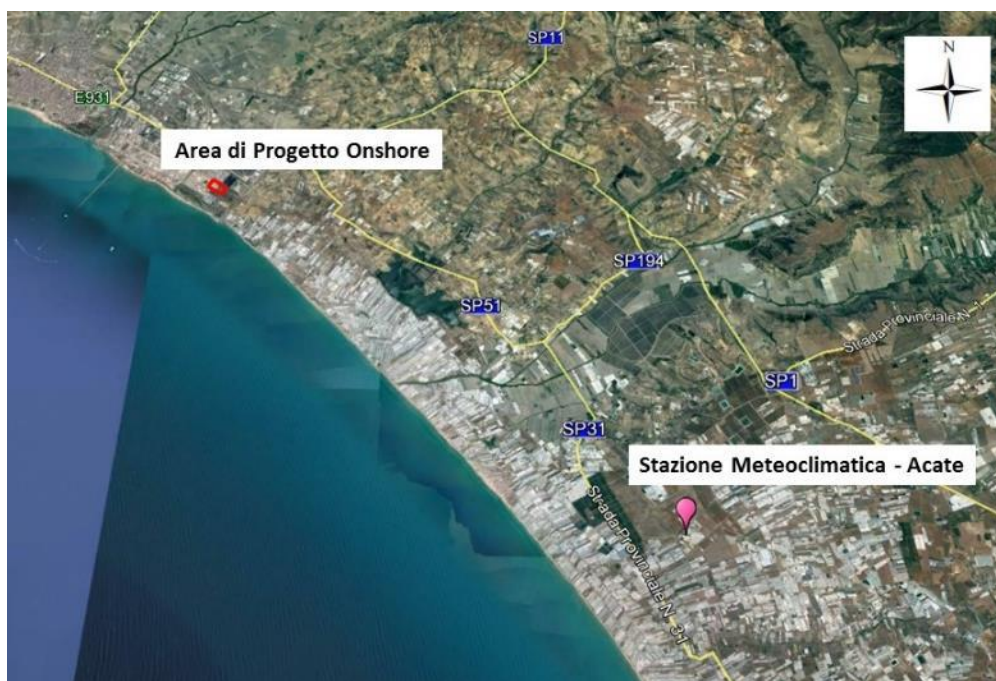 SP11
N
E931
Area di Progetto Onshore
SP194
SP51
Strada Provinciale N. 1
SP1
SP31
Stazione Meteoclimatica - Acate
Strada Provinciale N. 31